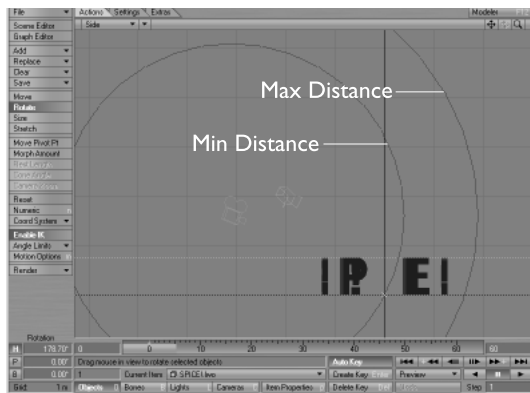 File
Actions
Settings
Extras
Modeler
Scene Editor
Side
Graph Editor
Add
Replace
Clear
Save
Move
Rotate
Size
Stretch
Move Pivot Pt
Morph Amount
Reset
Numeric
Coord System
Enable IK
Angle Limits
Motion Options
Render
Max Distance
Min Distance
Rotation
H 178.70° 0 0 10 20 30 40 50 60 60
P 0.00° Drag mouse in view to rotate selected objects Auto Key
B 0.00° 1 Current Item Create Key Preview
Grid 1 m Objects Bones Lights Cameras Item Properties Delete Key Step 1